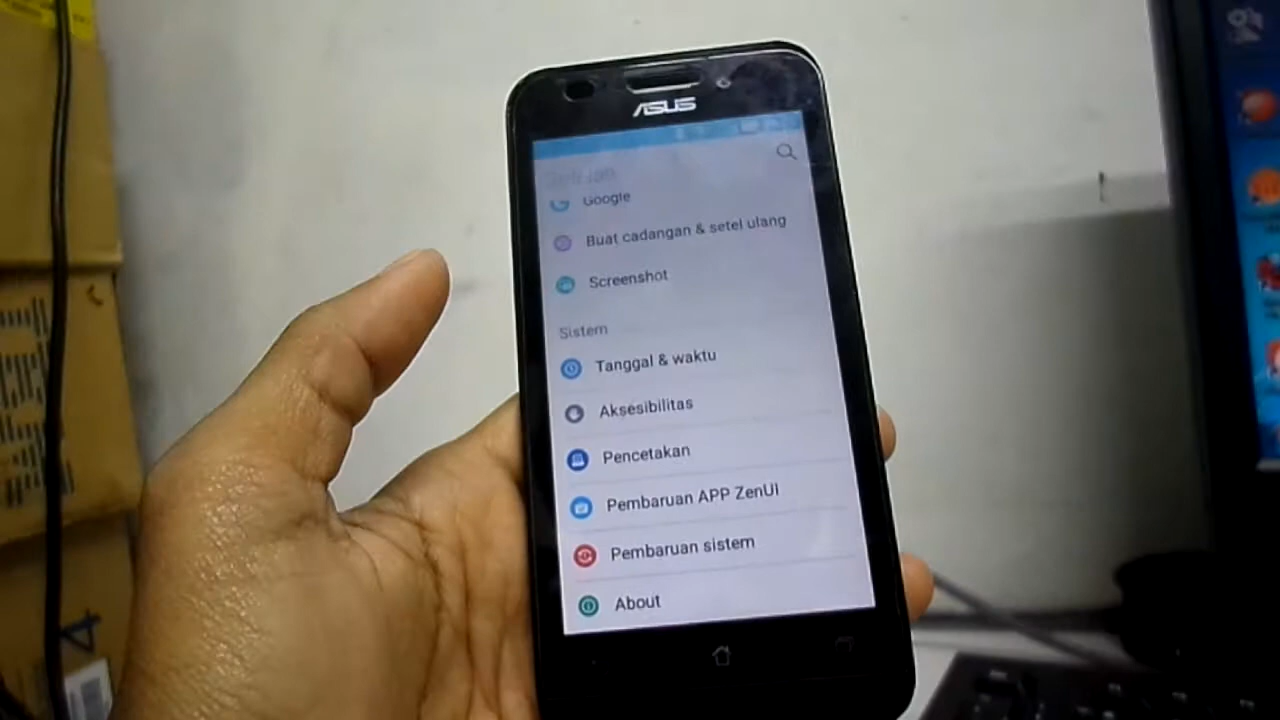 ASUS
Google
Buat cadangan & setel ulang
Screenshot
Sistem
Tanggal & waktu
Aksesibilitas
Pencetakan
Pembaruan APP ZenUI
Pembaruan sistem
About